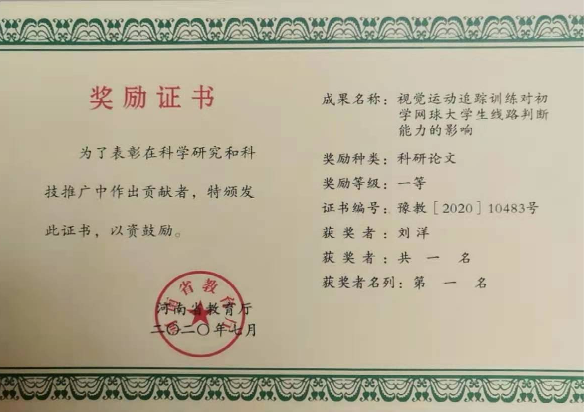 奖励证书
为了表彰在科学研究和科
技推广中作出贡献者，特颁发
此证书，以资鼓励。
河南省教育厅
二〇二〇年七月
成果名称：视觉运动追踪训练对初
学网球大学生线路判断
能力的影响
奖励种类：科研论文
奖励等级：一等
证书编号：豫教［2020］10483号
获奖者：刘洋
获奖者：共一名
获奖者名列：第一名